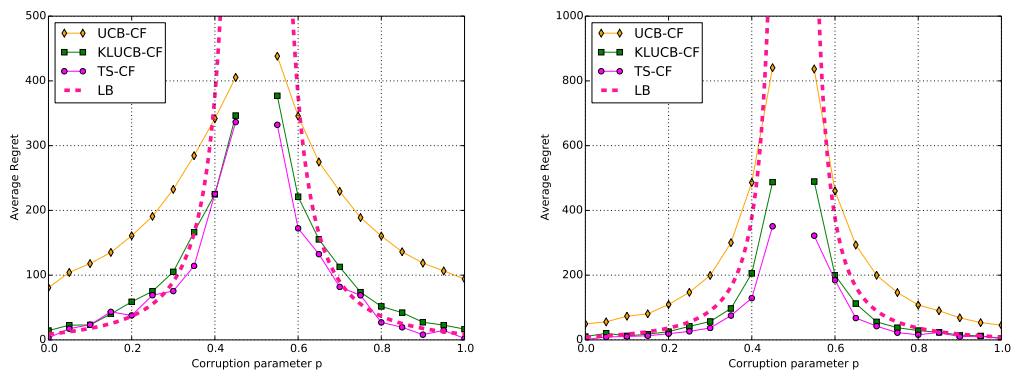 500
400
300
200
100
0
0.0
0.2
0.4
0.6
0.8
1.0
Average Regret
Corruption parameter p
UCB-CF
KLUCB-CF
TS-CF
LB
1000
800
600
400
200
0
0.0
0.2
0.4
0.6
0.8
1.0
Average Regret
Corruption parameter p
UCB-CF
KLUCB-CF
TS-CF
LB